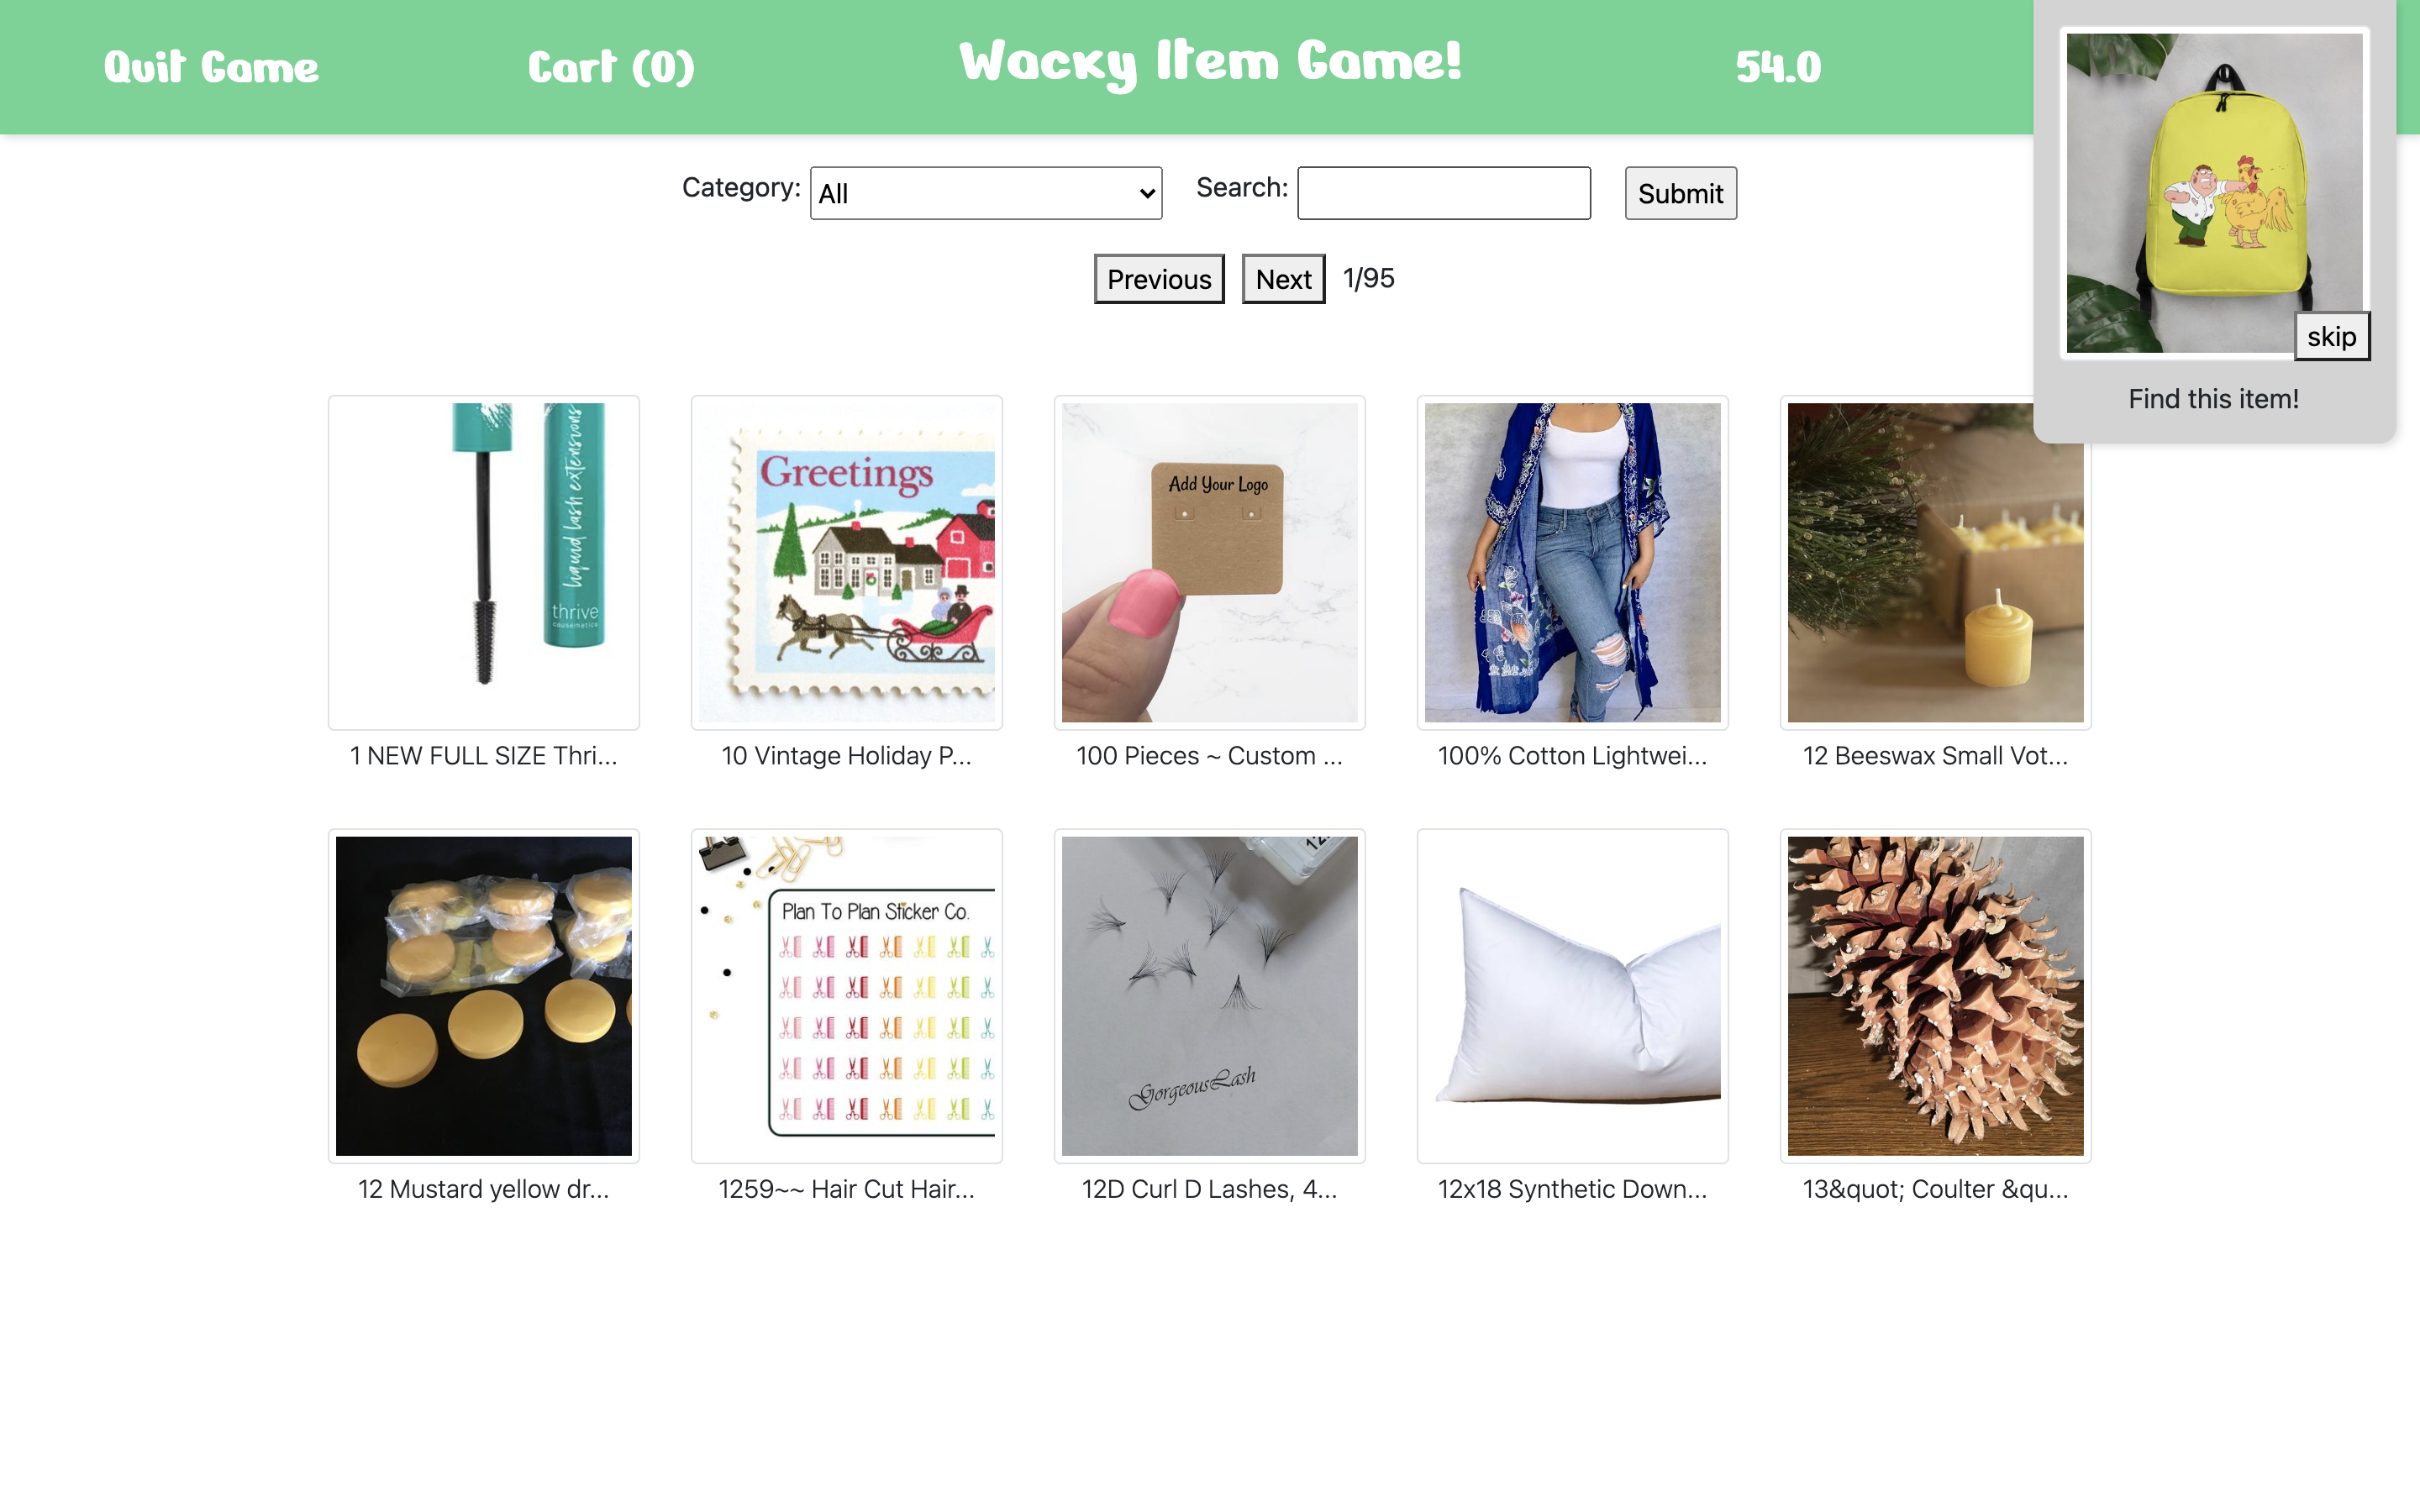 Quit Game
Cart (0)
Wacky Item Game!
54.0
Category:
All
Search:
Submit
Previous
Next
1/95
skip
Find this item!
liquid lash extensions
thrive
causemetics
1 NEW FULL SIZE Thri...
Greetings
10 Vintage Holiday P...
Add Your Logo
100 Pieces ~ Custom ...
100% Cotton Lightwei...
12 Beeswax Small Vot...
12 Mustard yellow dr...
Plan To Plan Sticker Co.
1259~~ Hair Cut Hair...
GorgeousLash
12D Curl D Lashes, 4...
12x18 Synthetic Down...
13&quot; Coulter &qu...